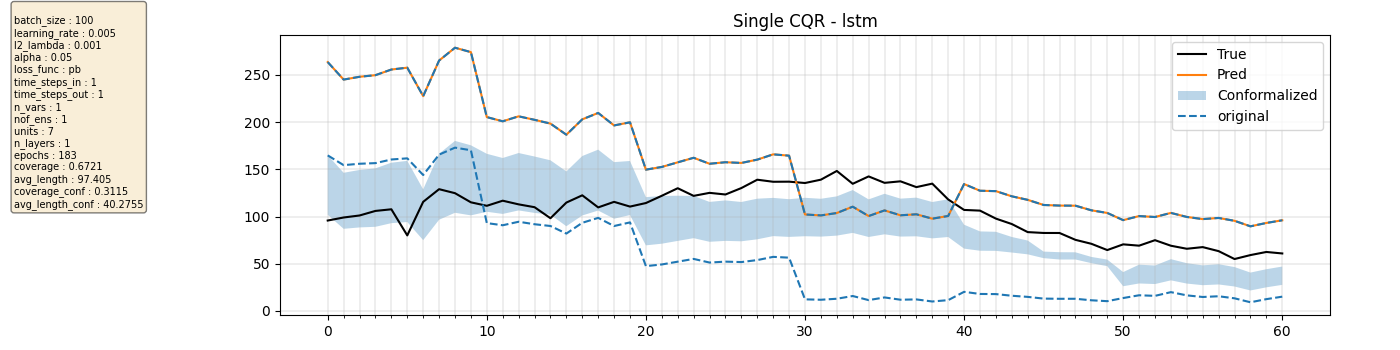 batch_size : 100
learning_rate : 0.005
l2_lambda : 0.001
alpha : 0.05
loss_func : pb
time_steps_in : 1
time_steps_out : 1
n_vars : 1
nof_ens : 1
units : 7
n_layers : 1
epochs : 183
coverage : 0.6721
avg_length : 97.405
coverage_conf : 0.3115
avg_length_conf : 40.2755
Single CQR - lstm
True
Pred
Conformalized
original
250
200
150
100
50
0
0 10 20 30 40 50 60